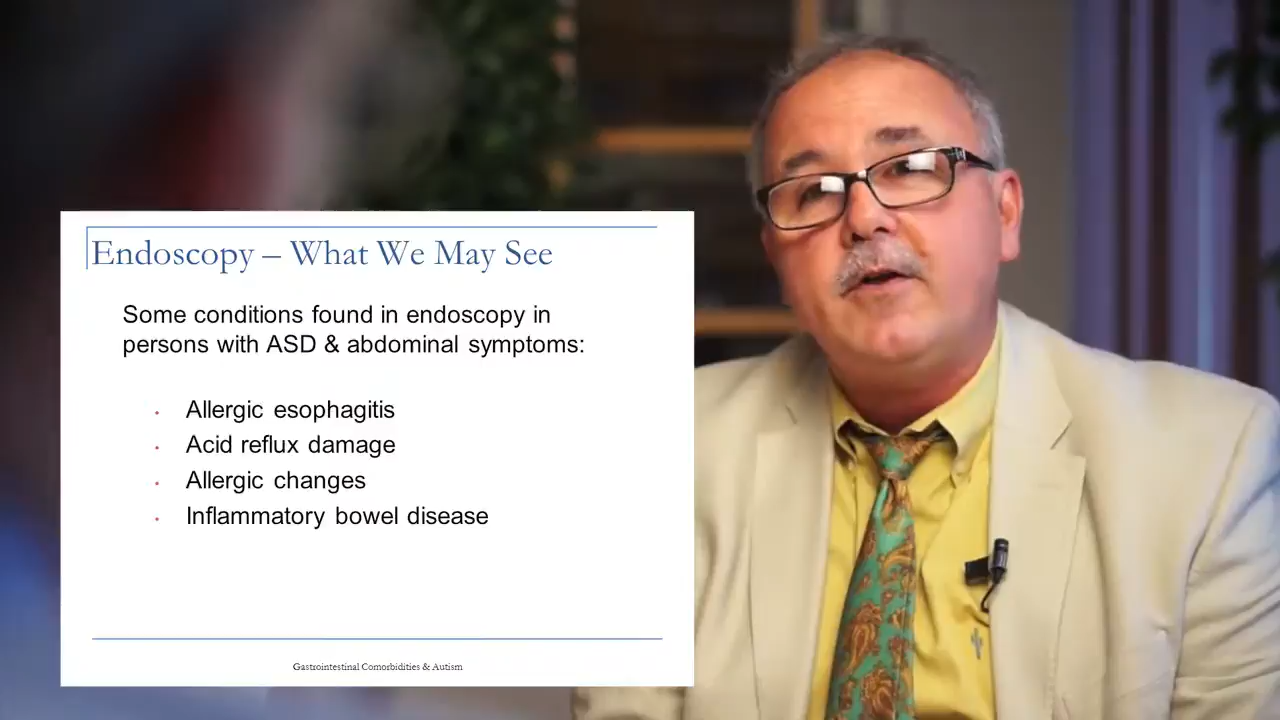 Endoscopy – What We May See
Some conditions found in endoscopy in
persons with ASD & abdominal symptoms:
• Allergic esophagitis
• Acid reflux damage
• Allergic changes
• Inflammatory bowel disease
Gastrointestinal Comorbidities & Autism